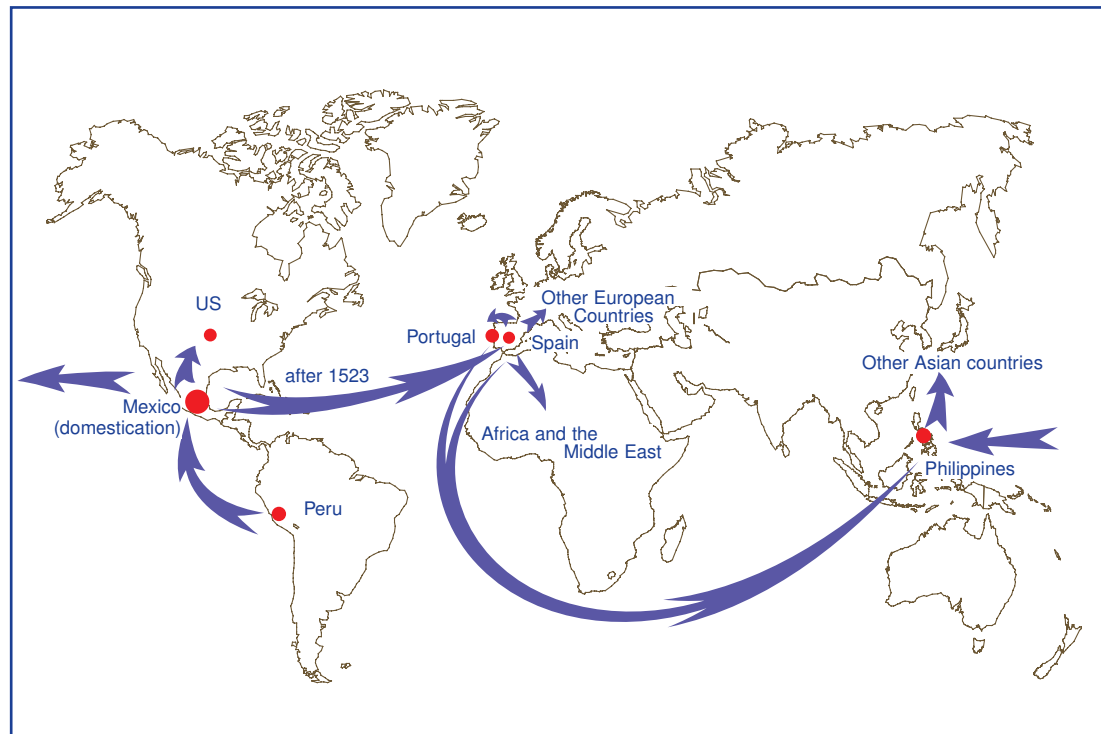 US
Other European
Countries
Portugal
Spain
after 1523
Other Asian countries
Mexico
(domestication)
Africa and the
Middle East
Philippines
Peru